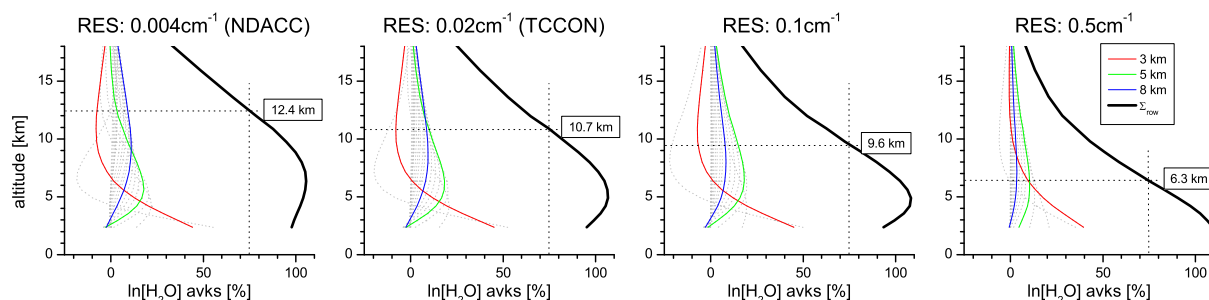 RES: 0.004cm⁻¹ (NDACC)
RES: 0.02cm⁻¹ (TCCON)
RES: 0.1cm⁻¹
RES: 0.5cm⁻¹
altitude [km]
15
10
5
0
12.4 km
0 50 100
ln[H₂O] avks [%]
15
10
5
0
10.7 km
0 50 100
ln[H₂O] avks [%]
15
10
5
0
9.6 km
0 50 100
ln[H₂O] avks [%]
15
10
5
0
3 km
5 km
8 km
Σrow
6.3 km
0 50 100
ln[H₂O] avks [%]